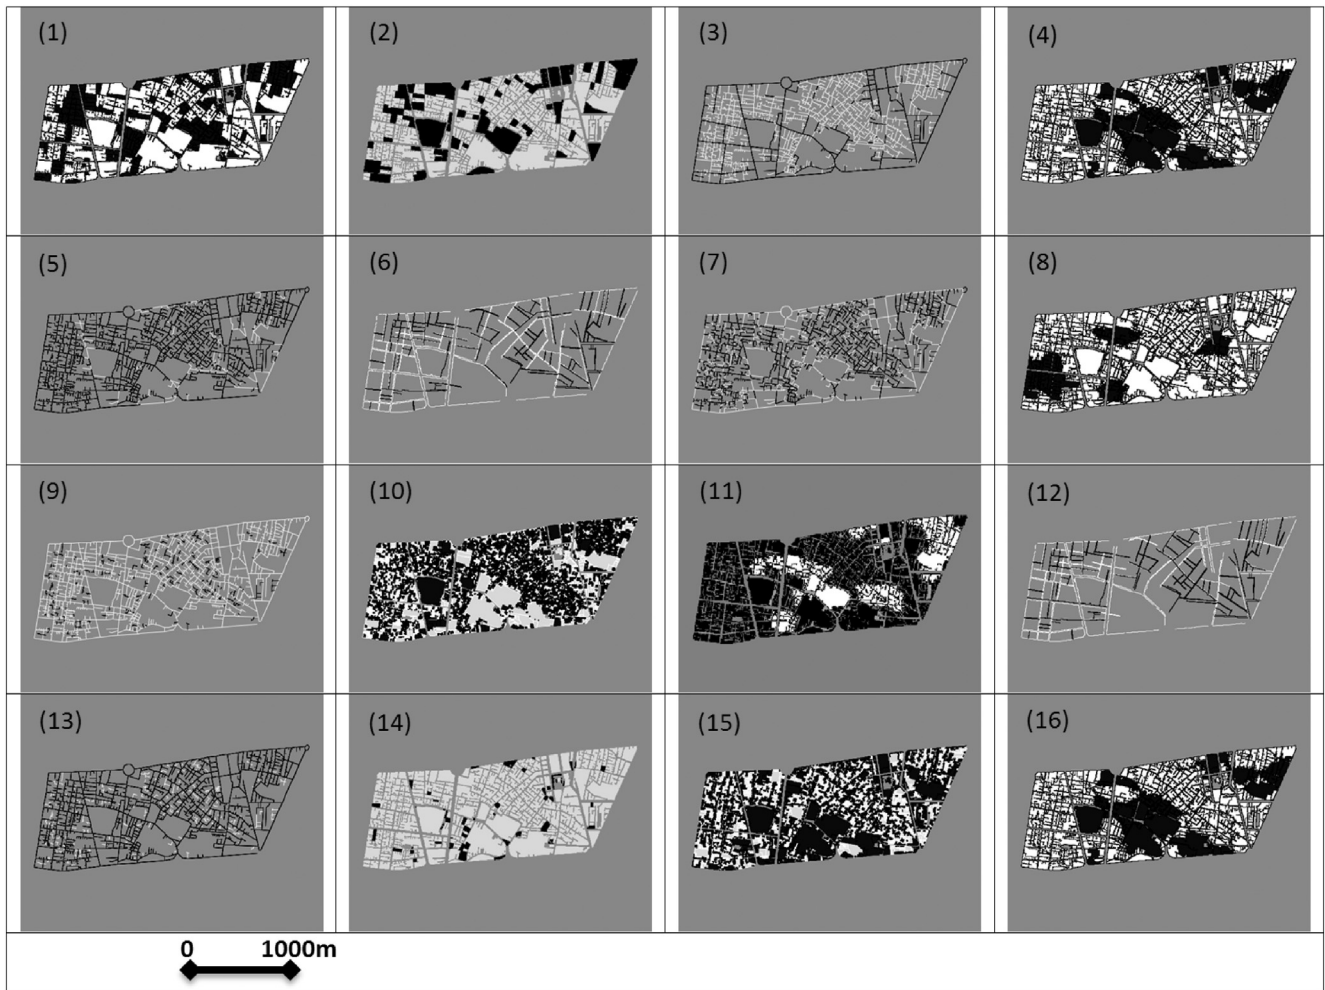 (1) (2) (3) (4)
(5) (6) (7) (8)
(9) (10) (11) (12)
(13) (14) (15) (16)
0 1000m